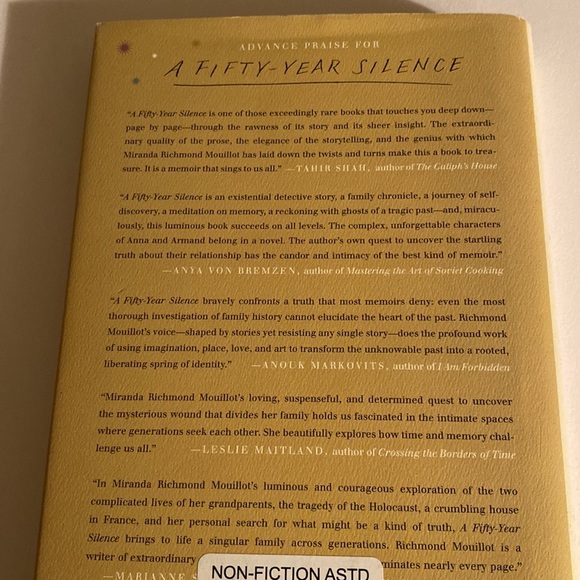 ADVANCE PRAISE FOR
A FIFTY-YEAR SILENCE
"A Fifty-Year Silence is one of those exceedingly rare books that touches you deep down—
page by page—through the rawness of its story and its sheer insight. The extraordi-
nary quality of the prose, the elegance of the storytelling, and the genius with which
Miranda Richmond Mouillot has laid down the twists and turns make this a book to trea-
sure. It is a memoir that sings to us all." —TAHIR SHAH, author of The Caliph's House
"A Fifty-Year Silence is an existential detective story, a family chronicle, a journey of self-
discovery, a meditation on memory, a reckoning with ghosts of a tragic past—and, miracu-
lously, this luminous book succeeds on all levels. The complex, unforgettable characters
of Anna and Armand belong in a novel. The author's own quest to uncover the startling
truth about their relationship has the candor and intimacy of the best kind of memoir."
—ANYA VON BREMZEN, author of Mastering the Art of Soviet Cooking
"A Fifty-Year Silence bravely confronts a truth that most memoirs deny: even the most
thorough investigation of family history cannot elucidate the heart of the past. Richmond
Mouillot's voice—shaped by stories yet resisting any single story—does the profound work
of using imagination, place, love, and art to transform the unknowable past into a rooted,
liberating spring of identity." —ANOUK MARKOVITS, author of I Am Forbidden
"Miranda Richmond Mouillot's loving, suspenseful, and determined quest to uncover
the mysterious wound that divides her family holds us fascinated in the intimate spaces
where generations seek each other. She beautifully explores how time and memory chal-
lenge us all." —LESLIE MAITLAND, author of Crossing the Borders of Time
"In Miranda Richmond Mouillot's luminous and courageous exploration of the two
complicated lives of her grandparents, the tragedy of the Holocaust, a crumbling house
in France, and her personal search for what might be a kind of truth, A Fifty-Year
Silence brings to life a singular family across generations. Richmond Mouillot is a
writer of extraordinary nearly every page."
—MARIANNE
NON-FICTION ASTD